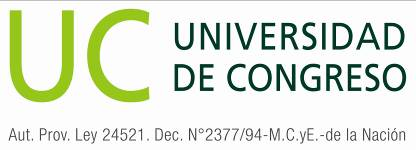 UC
UNIVERSIDAD
DE CONGRESO
Aut. Prov. Ley 24521. Dec. N°2377/94-M.C.yE.-de la Nación